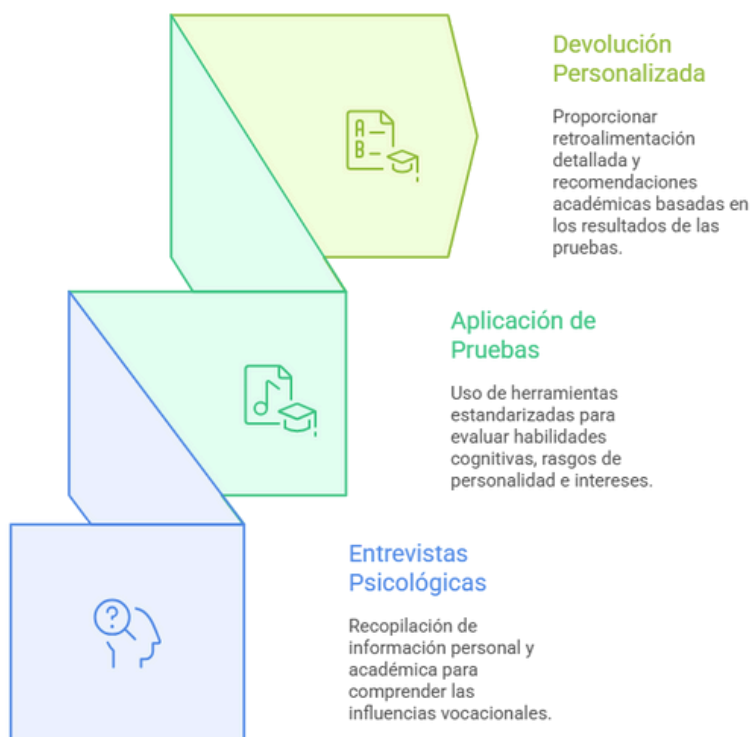 Devolución
Personalizada
Proporcionar
retroalimentación
detallada y
recomendaciones
académicas basadas en
los resultados de las
pruebas.
A
B
Aplicación de
Pruebas
Uso de herramientas
estandarizadas para
evaluar habilidades
cognitivas, rasgos de
personalidad e intereses.
Entrevistas
Psicológicas
?
Recopilación de
información personal y
académica para
comprender las
influencias vocacionales.